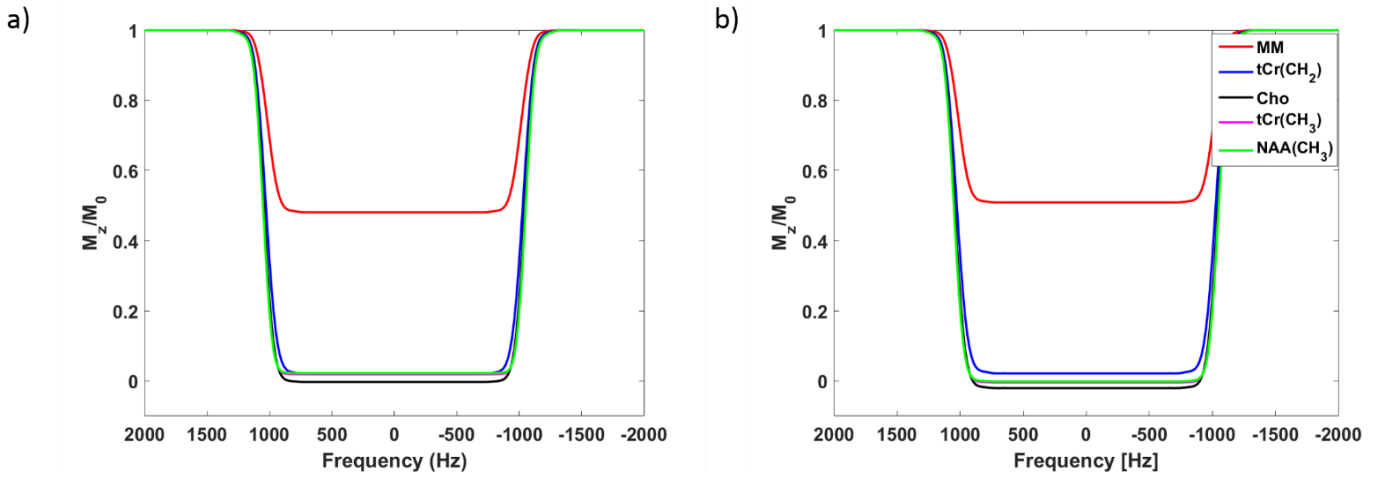 a)
M_z/M_0
1
0.8
0.6
0.4
0.2
0
2000 1500 1000 500 0 -500 -1000 -1500 -2000
Frequency (Hz)
b)
M_z/M_0
1
0.8
0.6
0.4
0.2
0
2000 1500 1000 500 0 -500 -1000 -1500 -2000
Frequency [Hz]
MM
tCr(CH_2)
Cho
tCr(CH_3)
NAA(CH_3)